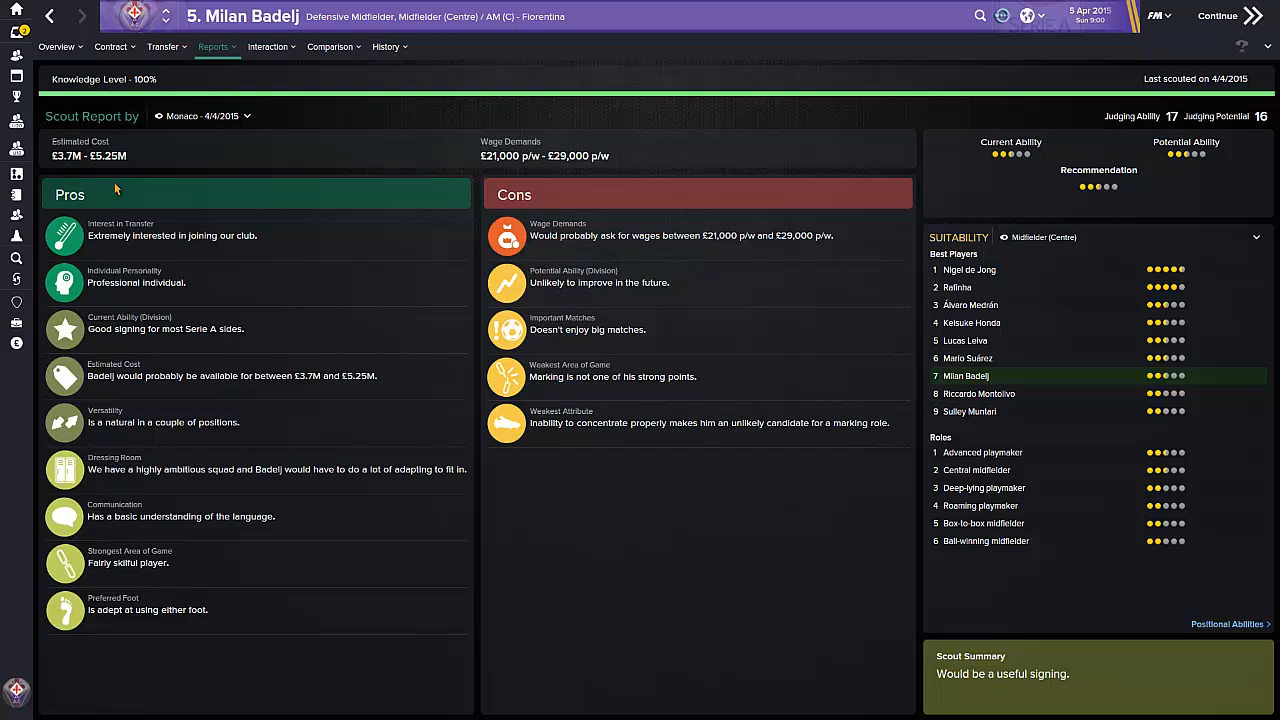 5. Milan Badelj Defensive Midfielder, Midfielder (Centre) / AM (C) - Fiorentina
5 Apr 2015
Sun 9:00
FM
Continue
2
Overview Contract Transfer Reports Interaction Comparison History
Knowledge Level - 100%
Last scouted on 4/4/2015
Scout Report by Monaco - 4/4/2015
Judging Ability 17 Judging Potential 16
Estimated Cost
£3.7M - £5.25M
Wage Demands
£21,000 p/w - £29,000 p/w
Current Ability
Potential Ability
Recommendation
Pros
Interest in Transfer
Extremely interested in joining our club.
Individual Personality
Professional individual.
Current Ability (Division)
Good signing for most Serie A sides.
Estimated Cost
Badelj would probably be available for between £3.7M and £5.25M.
Versatility
Is a natural in a couple of positions.
Dressing Room
We have a highly ambitious squad and Badelj would have to do a lot of adapting to fit in.
Communication
Has a basic understanding of the language.
Strongest Area of Game
Fairly skilful player.
Preferred Foot
Is adept at using either foot.
Cons
Wage Demands
Would probably ask for wages between £21,000 p/w and £29,000 p/w.
Potential Ability (Division)
Unlikely to improve in the future.
Important Matches
Doesn't enjoy big matches.
Weakest Area of Game
Marking is not one of his strong points.
Weakest Attribute
Inability to concentrate properly makes him an unlikely candidate for a marking role.
SUITABILITY Midfielder (Centre)
Best Players
1 Nigel de Jong
2 Rafinha
3 Álvaro Medrán
4 Keisuke Honda
5 Lucas Leiva
6 Mario Suárez
7 Milan Badelj
8 Riccardo Montolivo
9 Sulley Muntari
Roles
1 Advanced playmaker
2 Central midfielder
3 Deep-lying playmaker
4 Roaming playmaker
5 Box-to-box midfielder
6 Ball-winning midfielder
Positional Abilities >
Scout Summary
Would be a useful signing.